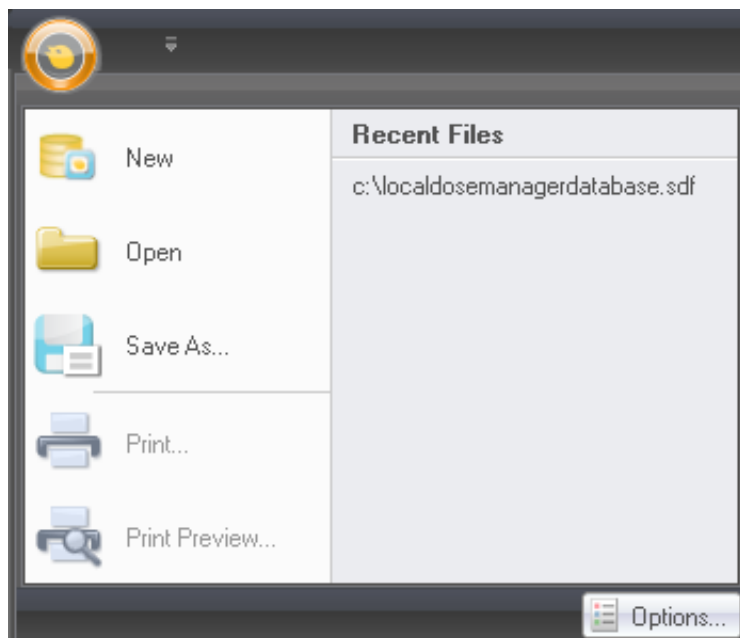 New
Open
Save As...
Print...
Print Preview...
Recent Files
c:\localdosemanagerdatabase.sdf
Options...